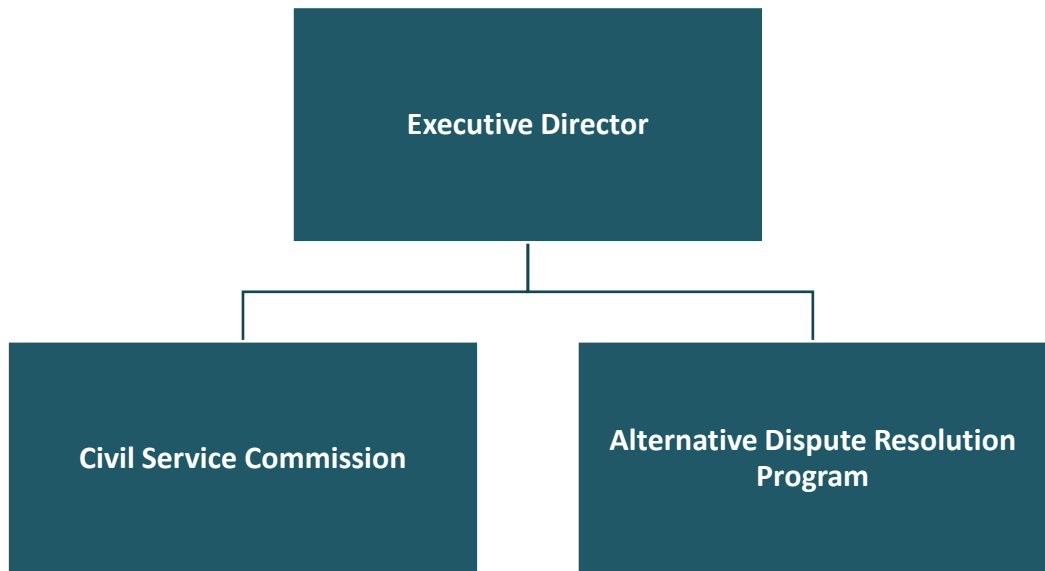 Executive Director
Civil Service Commission
Alternative Dispute Resolution
Program